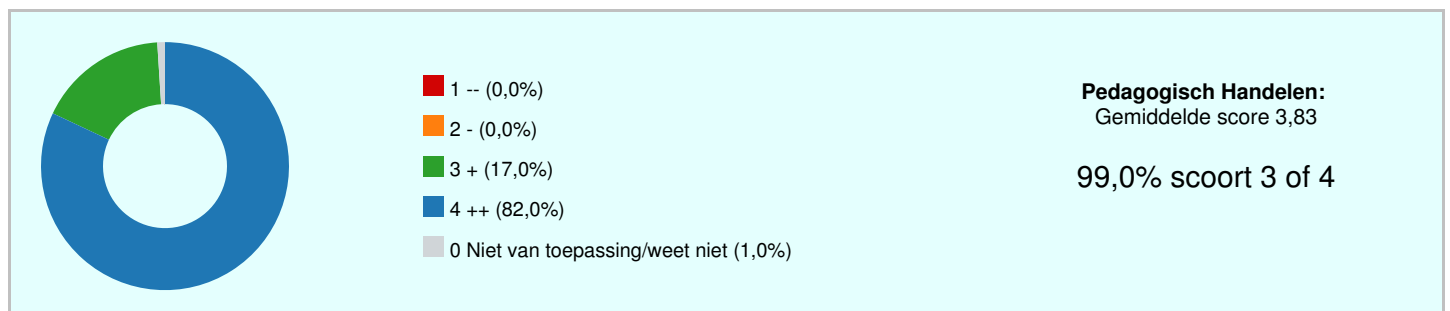 1 -- (0,0%)
2 - (0,0%)
3 + (17,0%)
4 ++ (82,0%)
0 Niet van toepassing/weet niet (1,0%)
Pedagogisch Handelen:
Gemiddelde score 3,83
99,0% scoort 3 of 4